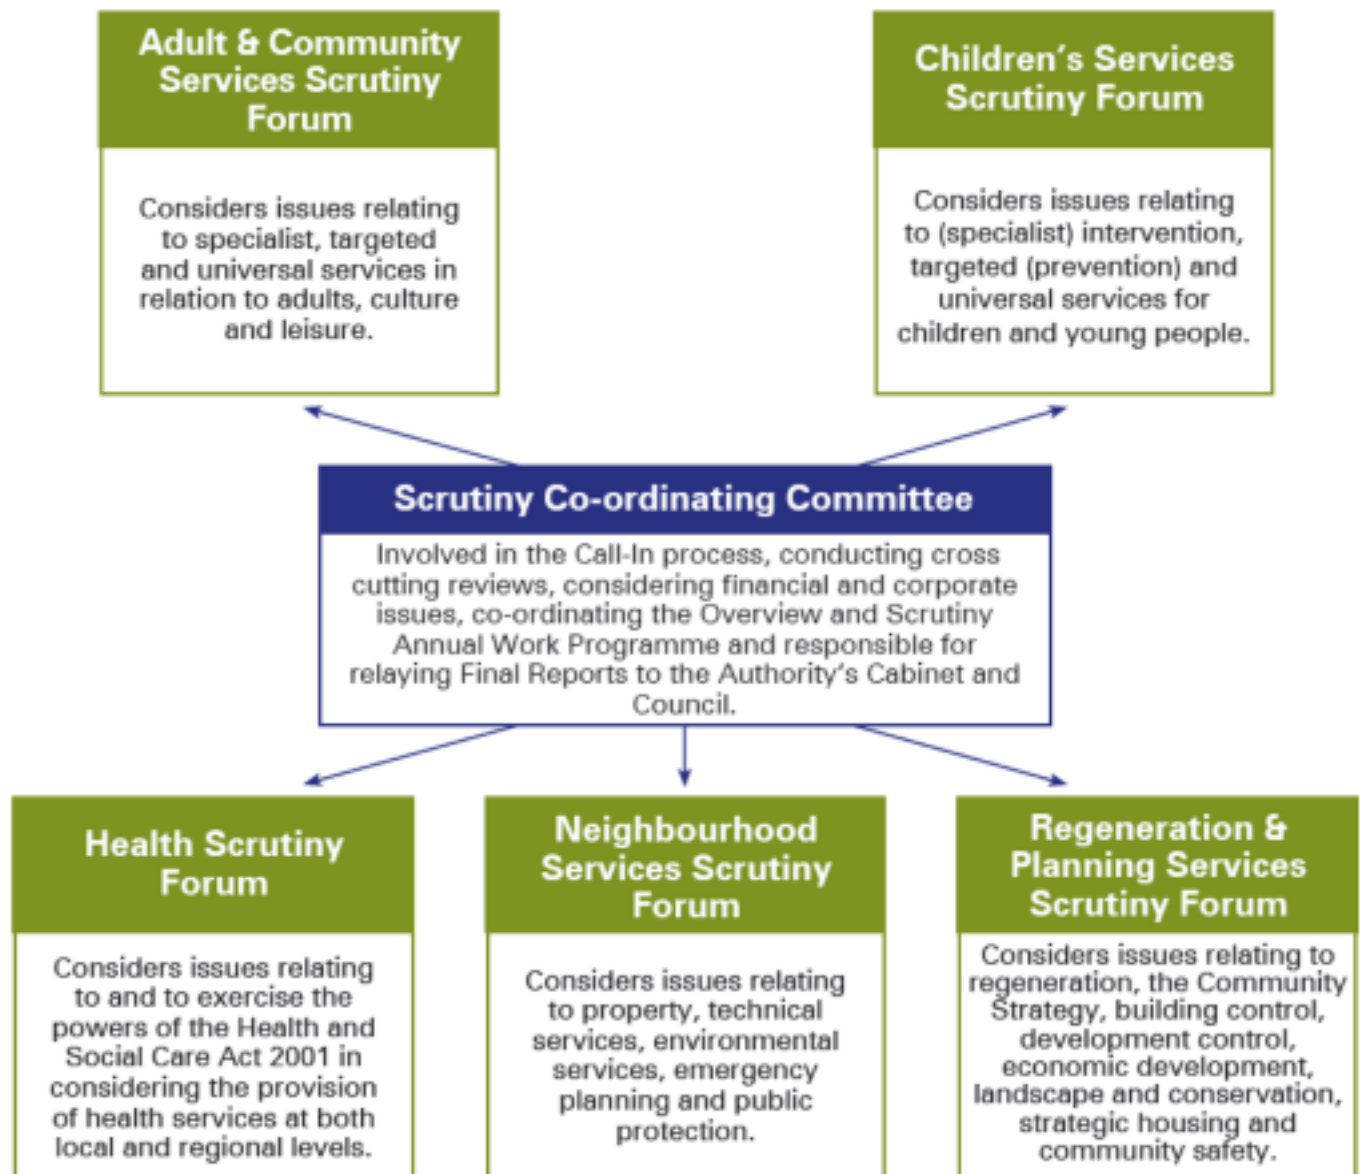 Adult & Community
Services Scrutiny
Forum
Considers issues relating
to specialist, targeted
and universal services in
relation to adults, culture
and leisure.
Children's Services
Scrutiny Forum
Considers issues relating
to (specialist) intervention,
targeted (prevention) and
universal services for
children and young people.
Scrutiny Co-ordinating Committee
Involved in the Call-In process, conducting cross
cutting reviews, considering financial and corporate
issues, co-ordinating the Overview and Scrutiny
Annual Work Programme and responsible for
relaying Final Reports to the Authority's Cabinet and
Council.
Health Scrutiny
Forum
Considers issues relating
to and to exercise the
powers of the Health and
Social Care Act 2001 in
considering the provision
of health services at both
local and regional levels.
Neighbourhood
Services Scrutiny
Forum
Considers issues relating
to property, technical
services, environmental
services, emergency
planning and public
protection.
Regeneration &
Planning Services
Scrutiny Forum
Considers issues relating to
regeneration, the Community
Strategy, building control,
development control,
economic development,
landscape and conservation,
strategic housing and
community safety.